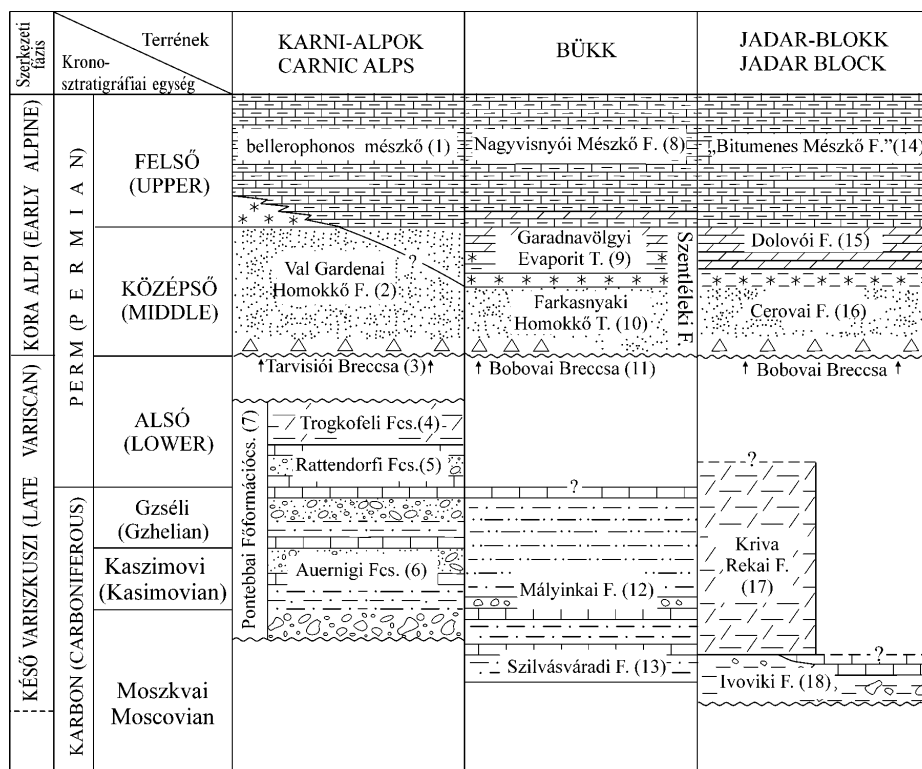 Szerkezeti
fázis
Terrének
Krono-
sztratigráfiai egység
KARNI-ALPOK
CARNIC ALPS
BÜKK
JADAR-BLOKK
JADAR BLOCK
KORA ALPI (EARLY ALPINE)
KÉSŐ VARISZKUSZI (LATE VARISCAN)
PERM (PERMIAN)
KARBON (CARBONIFEROUS)
FELSŐ
(UPPER)
bellerophonos mészkő (1)
Nagyvisnyói Mészkő F. (8)
„Bitumenes Mészkő F.”(14)
KÖZÉPSŐ
(MIDDLE)
?
Val Gardenai
Homokkő F. (2)
Garadnavölgyi
Evaporit T. (9)
Farkasnyaki
Homokkő T. (10)
Szentléleki F.
Dolovói F. (15)
Cerovai F. (16)
Tarvisiói Breccsa (3)
Bobovai Breccsa (11)
Bobovai Breccsa
ALSÓ
(LOWER)
Pontebbai Főformációcs. (7)
Trogkofeli Fcs.(4)
Rattendorfi Fcs.(5)
?
?
Gzséli
(Gzhelian)
Kaszimovi
(Kasimovian)
Auernigi Fcs. (6)
Mályinkai F. (12)
Kriva
Rekai F.
(17)
Moszkvai
Moscovian
Szilvásváradi F. (13)
?
Ivoviki F. (18)